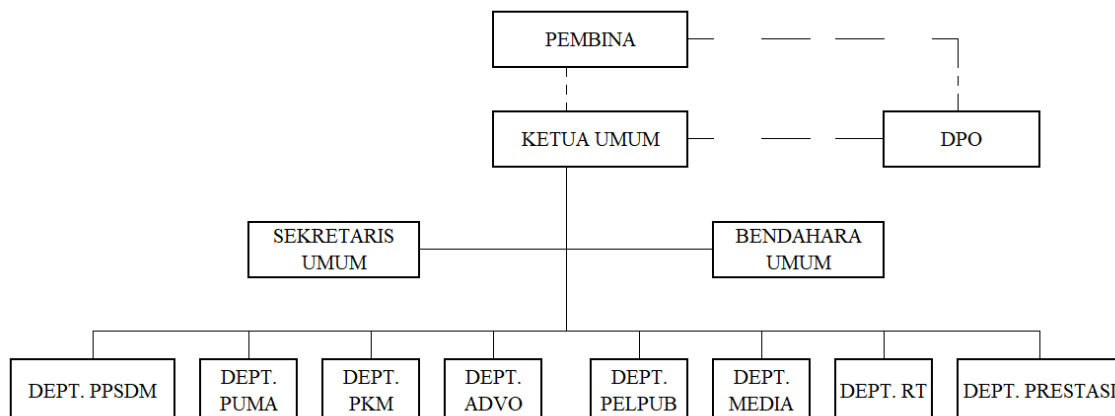 PEMBINA
KETUA UMUM
DPO
SEKRETARIS
UMUM
BENDAHARA
UMUM
DEPT. PPSDM
DEPT.
PUMA
DEPT.
PKM
DEPT.
ADVO
DEPT.
PELPUB
DEPT.
MEDIA
DEPT. RT
DEPT. PRESTASI